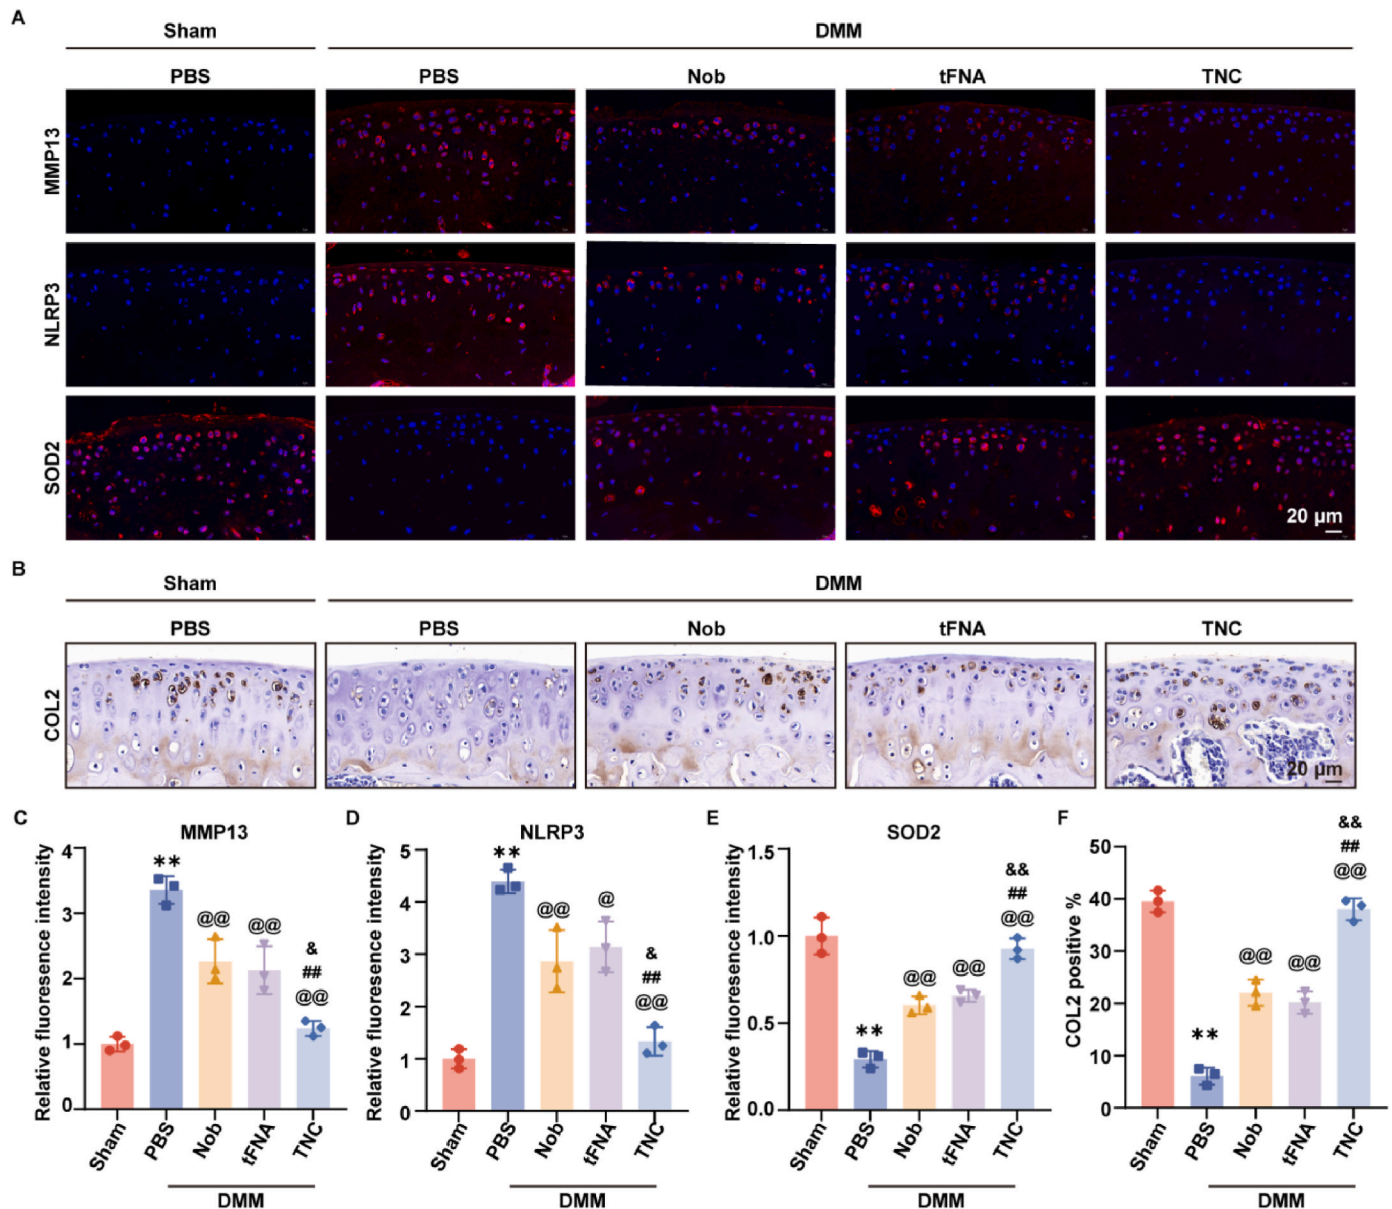 A
Sham DMM
PBS PBS Nob tFNA TNC
MMP13
NLRP3
SOD2
20 μm
B
Sham DMM
PBS PBS Nob tFNA TNC
COL2
20 μm
C
MMP13
Relative fluorescence intensity
4
3
2
1
0
**
@@
@@
&
##
@@
Sham PBS Nob tFNA TNC
DMM
D
NLRP3
Relative fluorescence intensity
5
4
3
2
1
0
**
@@
@
&
##
@@
Sham PBS Nob tFNA TNC
DMM
E
SOD2
Relative fluorescence intensity
1.5
1.0
0.5
0.0
**
@@
@@
&&
##
@@
Sham PBS Nob tFNA TNC
DMM
F
COL2 positive %
50
40
30
20
10
0
**
@@
@@
&&
##
@@
Sham PBS Nob tFNA TNC
DMM